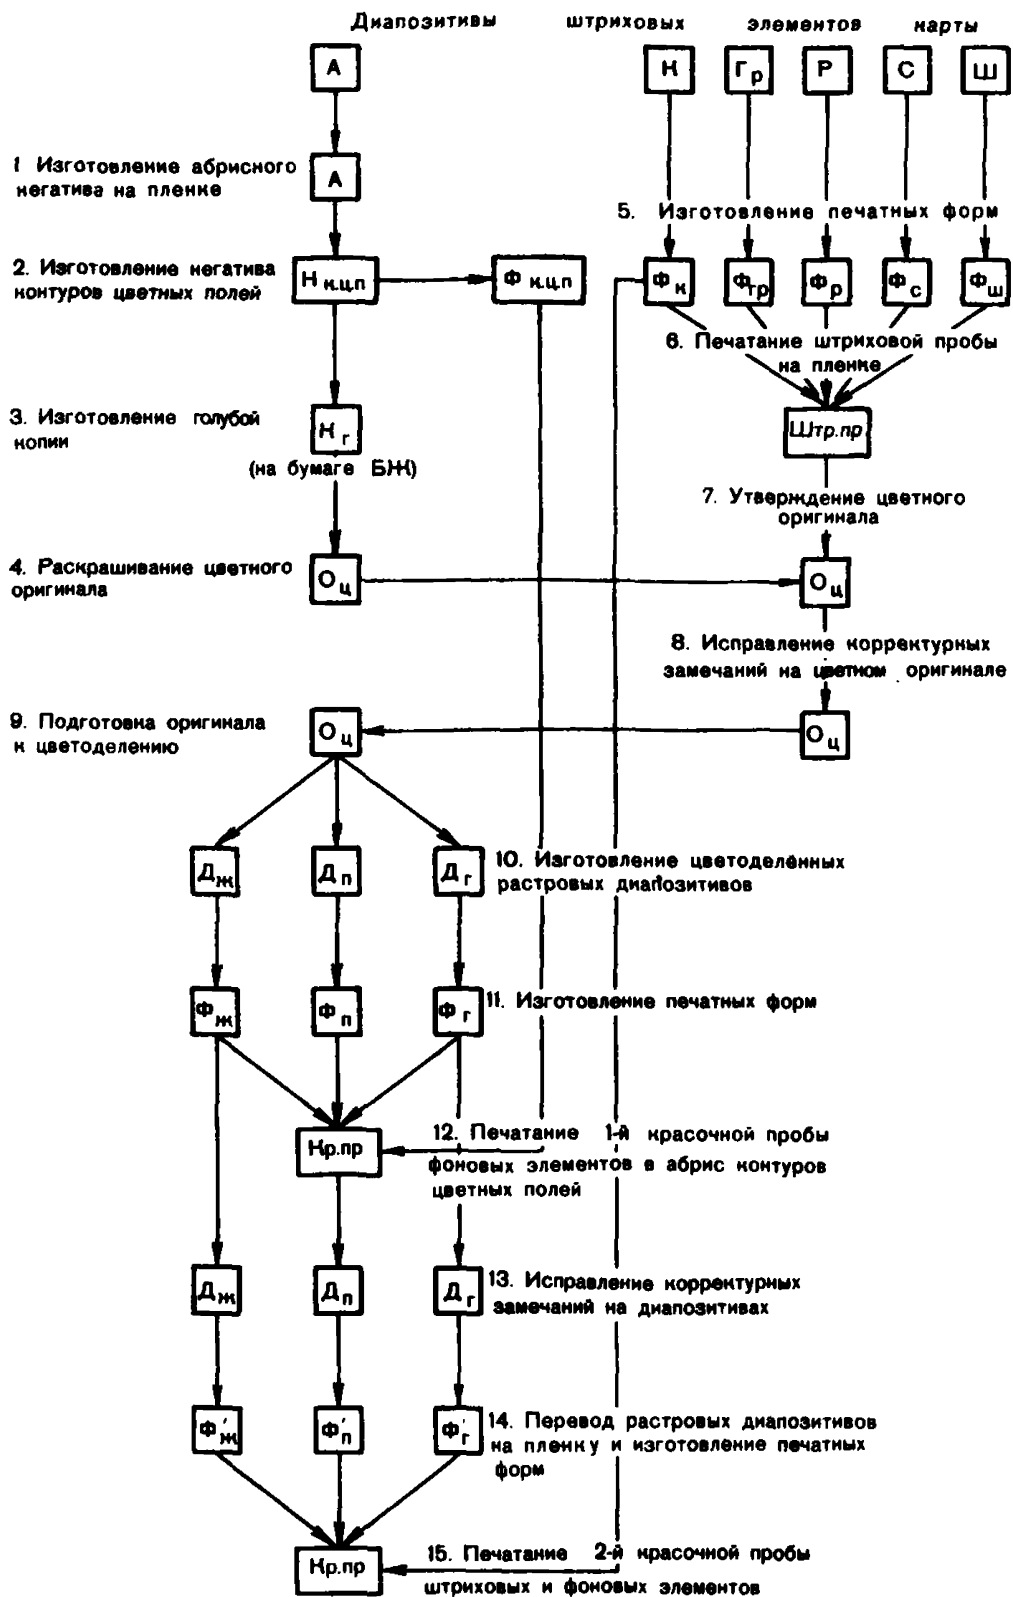 Диапозитивы штриховых элементов карты
А К Гр Р С Ш
1 Изготовление абрисного
негатива на пленке
А
5. Изготовление печатных форм
2. Изготовление негатива
контуров цветных полей
Н к.ц.п
Ф к.ц.п
Фк Фгр Фр Фс Фш
6. Печатание штриховой пробы
на пленке
3. Изготовление голубой
копии
Кг
(на бумаге БЖ)
Штр.пр
7. Утверждение цветного
оригинала
4. Раскрашивание цветного
оригинала
Оц
Оц
8. Исправление корректурных
замечаний на цветном оригинале
9. Подготовка оригинала
к цветоделению
Оц
Оц
Дж Дп Дг
10. Изготовление цветоделённых
растровых диапозитивов
Фж Фп Фг
11. Изготовление печатных форм
Кр.пр
12. Печатание 1-й красочной пробы
фоновых элементов в абрис контуров
цветных полей
Дж Дп Дг
13. Исправление корректурных
замечаний на диапозитивах
Ф'ж Ф'п Ф'г
14. Перевод растровых диапозитивов
на пленку и изготовление печатных
форм
Кр.пр
15. Печатание 2-й красочной пробы
штриховых и фоновых элементов